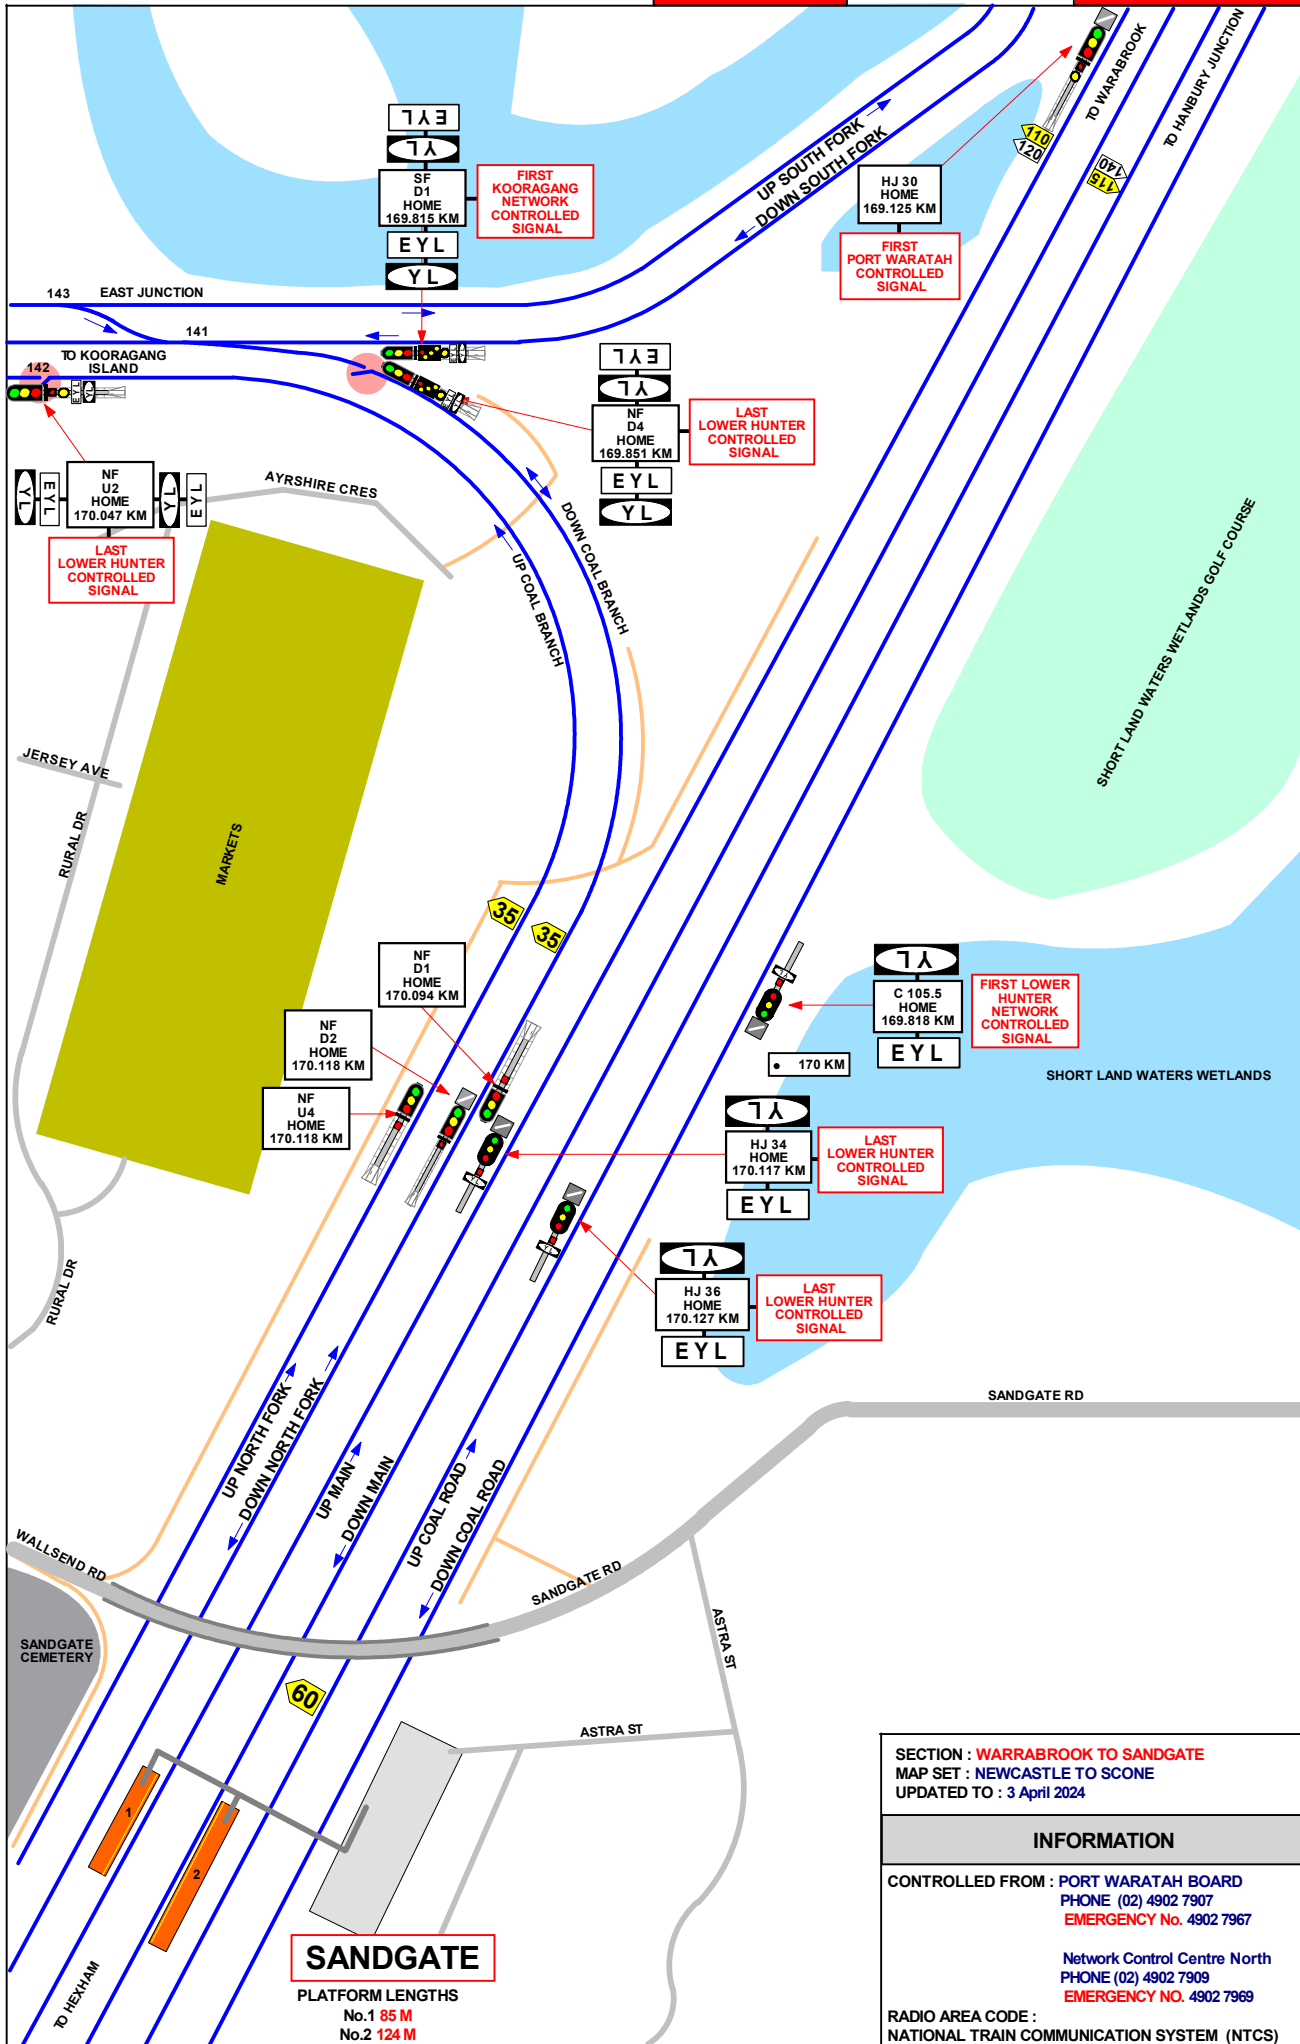 EYL
YL
SF
D1
HOME
169.815 KM
EYL
YL
FIRST
KOORAGANG
NETWORK
CONTROLLED
SIGNAL
UP SOUTH FORK
DOWN SOUTH FORK
HJ 30
HOME
169.125 KM
FIRST
PORT WARATAH
CONTROLLED
SIGNAL
110
120
TO WARABROOK
TO HANBURY JUNCTION
140
115
143
EAST JUNCTION
141
TO KOORAGANG
ISLAND
142
EYL
YL
EYL
YL
NF
D4
HOME
169.851 KM
EYL
YL
LAST
LOWER HUNTER
CONTROLLED
SIGNAL
YL
EYL
NF
U2
HOME
170.047 KM
YL
EYL
LAST
LOWER HUNTER
CONTROLLED
SIGNAL
AYRSHIRE CRES
UP COAL BRANCH
DOWN COAL BRANCH
SHORT LAND WATERS WETLANDS GOLF COURSE
JERSEY AVE
RURAL DR
MARKETS
35
35
NF
D1
HOME
170.094 KM
NF
D2
HOME
170.118 KM
NF
U4
HOME
170.118 KM
YL
C 105.5
HOME
169.818 KM
EYL
FIRST LOWER
HUNTER
NETWORK
CONTROLLED
SIGNAL
170 KM
SHORT LAND WATERS WETLANDS
YL
HJ 34
HOME
170.117 KM
EYL
LAST
LOWER HUNTER
CONTROLLED
SIGNAL
YL
HJ 36
HOME
170.127 KM
EYL
LAST
LOWER HUNTER
CONTROLLED
SIGNAL
RURAL DR
UP NORTH FORK
DOWN NORTH FORK
UP MAIN
DOWN MAIN
UP COAL ROAD
DOWN COAL ROAD
SANDGATE RD
WALLSEND RD
SANDGATE RD
ASTRA ST
SANDGATE
CEMETERY
60
ASTRA ST
1
2
TO HEXHAM
SANDGATE
PLATFORM LENGTHS
No.1 85 M
No.2 124 M
SECTION : WARRABROOK TO SANDGATE
MAP SET : NEWCASTLE TO SCONE
UPDATED TO : 3 April 2024
INFORMATION
CONTROLLED FROM : PORT WARATAH BOARD
PHONE (02) 4902 7907
EMERGENCY No. 4902 7967
Network Control Centre North
PHONE (02) 4902 7909
EMERGENCY NO. 4902 7969
RADIO AREA CODE :
NATIONAL TRAIN COMMUNICATION SYSTEM (NTCS)